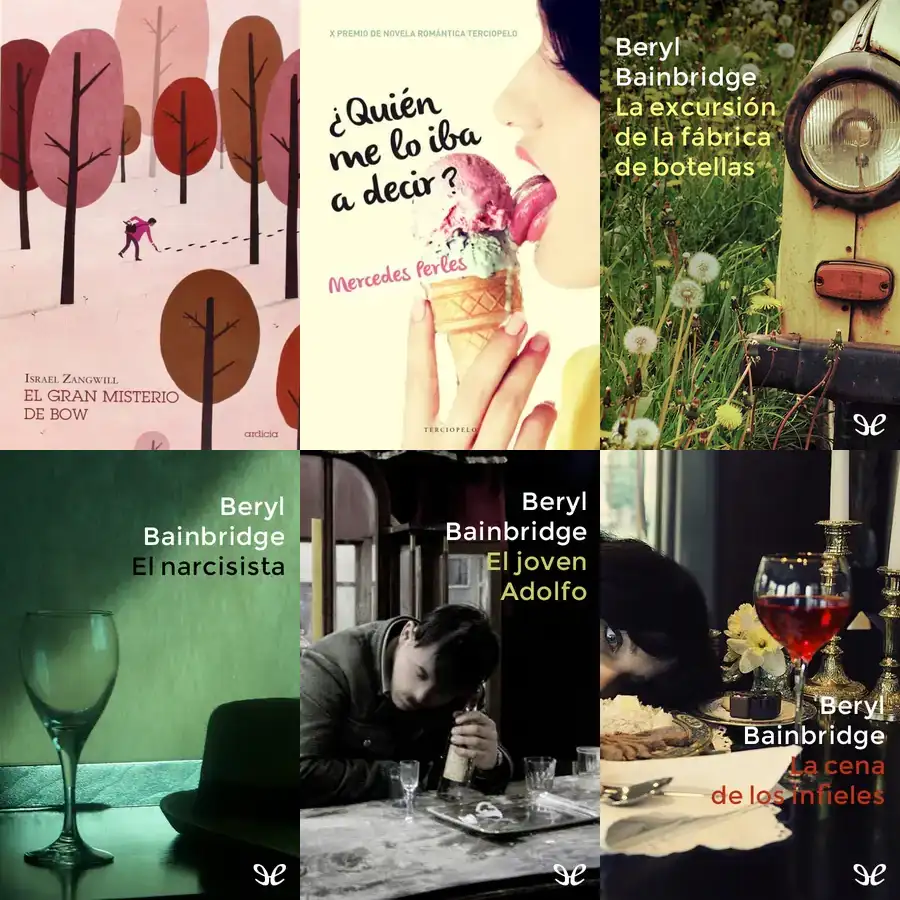 ISRAEL ZANGWILL
EL GRAN MISTERIO
DE BOW
ardicia
X PREMIO DE NOVELA ROMÁNTICA TERCIOPELO
¿Quién
me lo iba
a decir?
Mercedes Perles
TERCIOPELO
Beryl
Bainbridge
La excursión
de la fábrica
de botellas
Beryl
Bainbridge
El narcisista
Beryl
Bainbridge
El joven
Adolfo
Beryl
Bainbridge
La cena
de los infieles